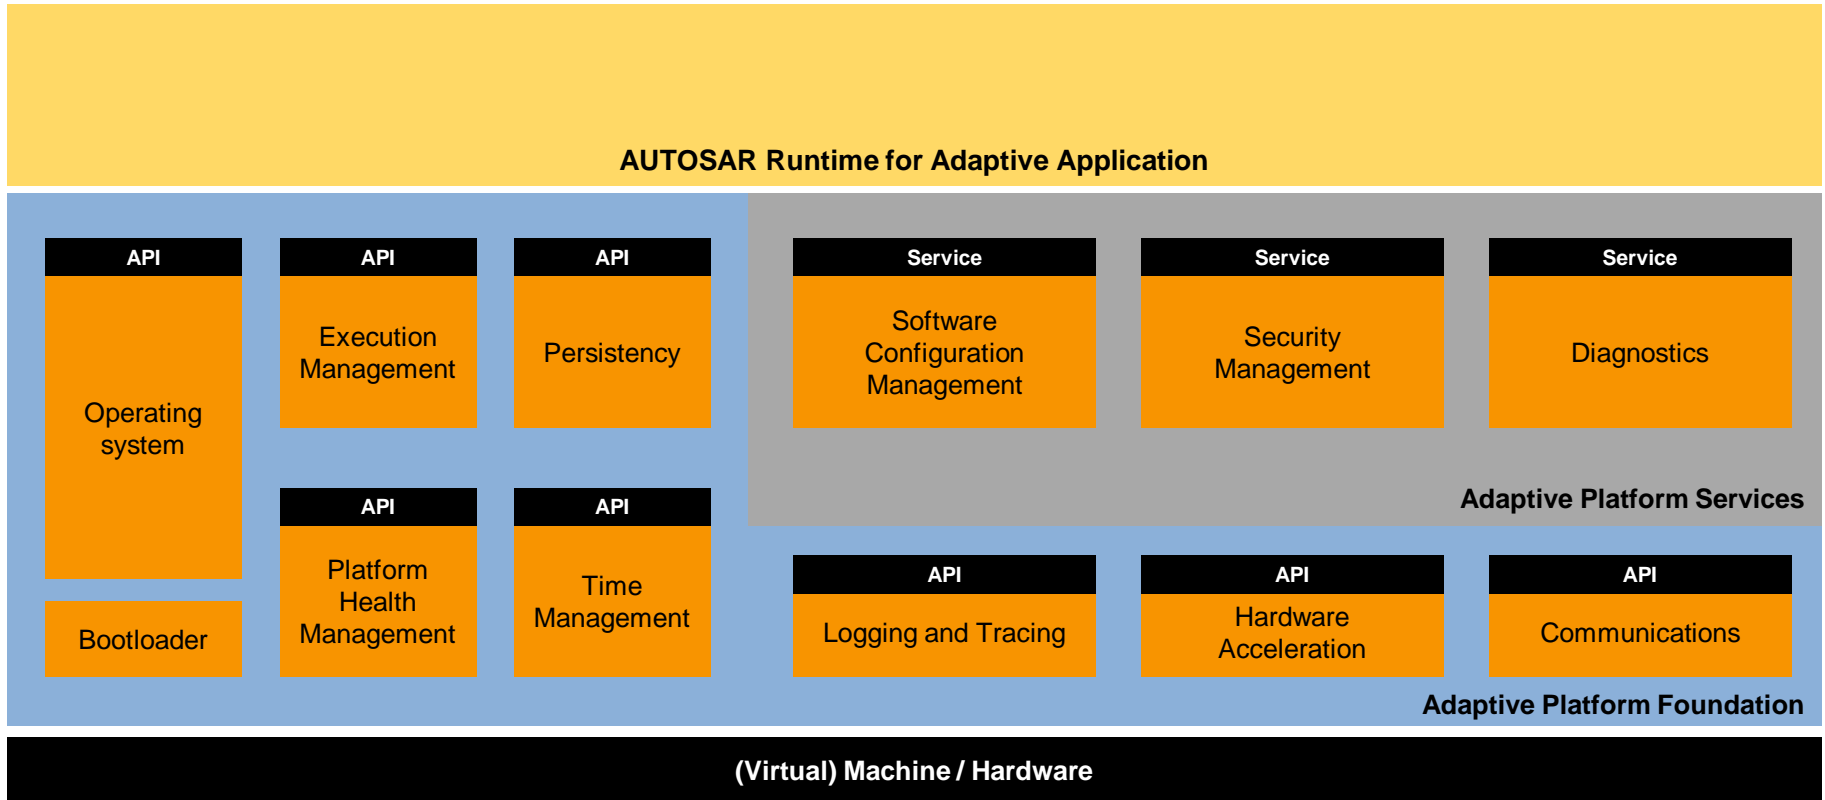 AUTOSAR Runtime for Adaptive Application
API
Operating
system
Bootloader
API
Execution
Management
API
Persistency
API
Platform
Health
Management
API
Time
Management
Service
Software
Configuration
Management
Service
Security
Management
Service
Diagnostics
Adaptive Platform Services
API
Logging and Tracing
API
Hardware
Acceleration
API
Communications
Adaptive Platform Foundation
(Virtual) Machine / Hardware